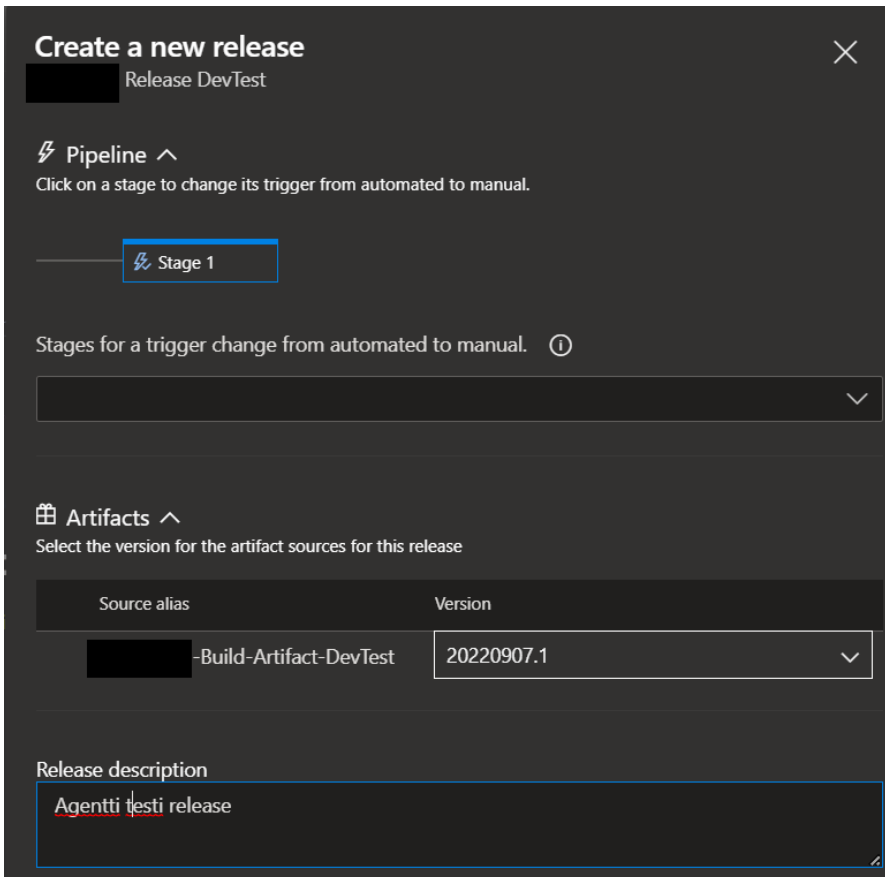 Create a new release
Release DevTest
Pipeline
Click on a stage to change its trigger from automated to manual.
Stage 1
Stages for a trigger change from automated to manual.
Artifacts
Select the version for the artifact sources for this release
Source alias Version
-Build-Artifact-DevTest 20220907.1
Release description
Agentti testi release